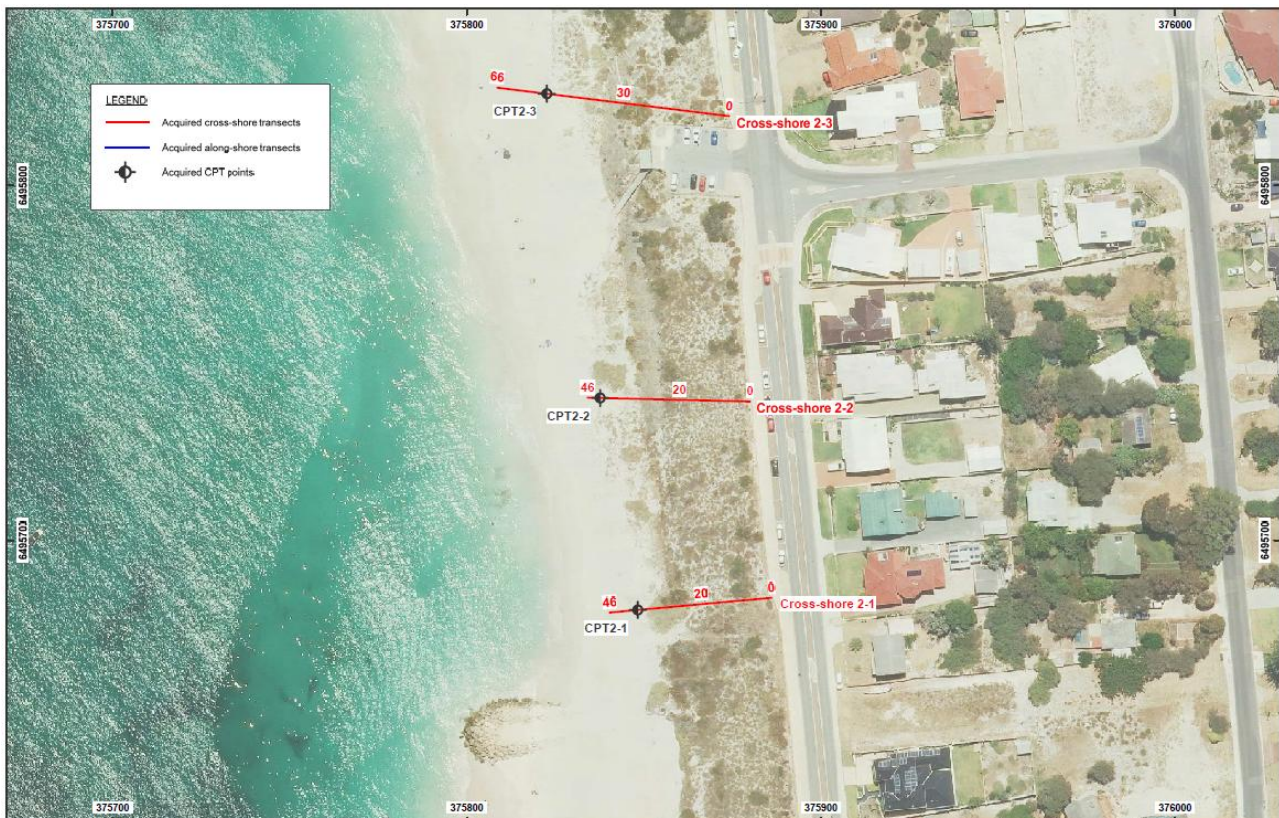 375700
375800
375900
376000
LEGEND:
Acquired cross-shore transects
Acquired along-shore transects
Acquired CPT points
66
30
0
CPT2-3
Cross-shore 2-3
6495800
6495800
46
20
0
CPT2-2
Cross-shore 2-2
6495700
6495700
46
20
0
CPT2-1
Cross-shore 2-1
375700
375800
375900
376000